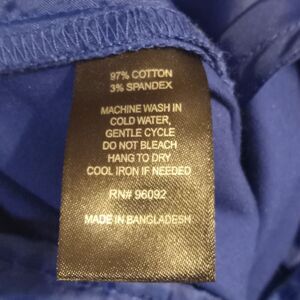 97% COTTON
3% SPANDEX
MACHINE WASH IN
COLD WATER,
GENTLE CYCLE
DO NOT BLEACH
HANG TO DRY
COOL IRON IF NEEDED
RN# 96092
MADE IN BANGLADESH